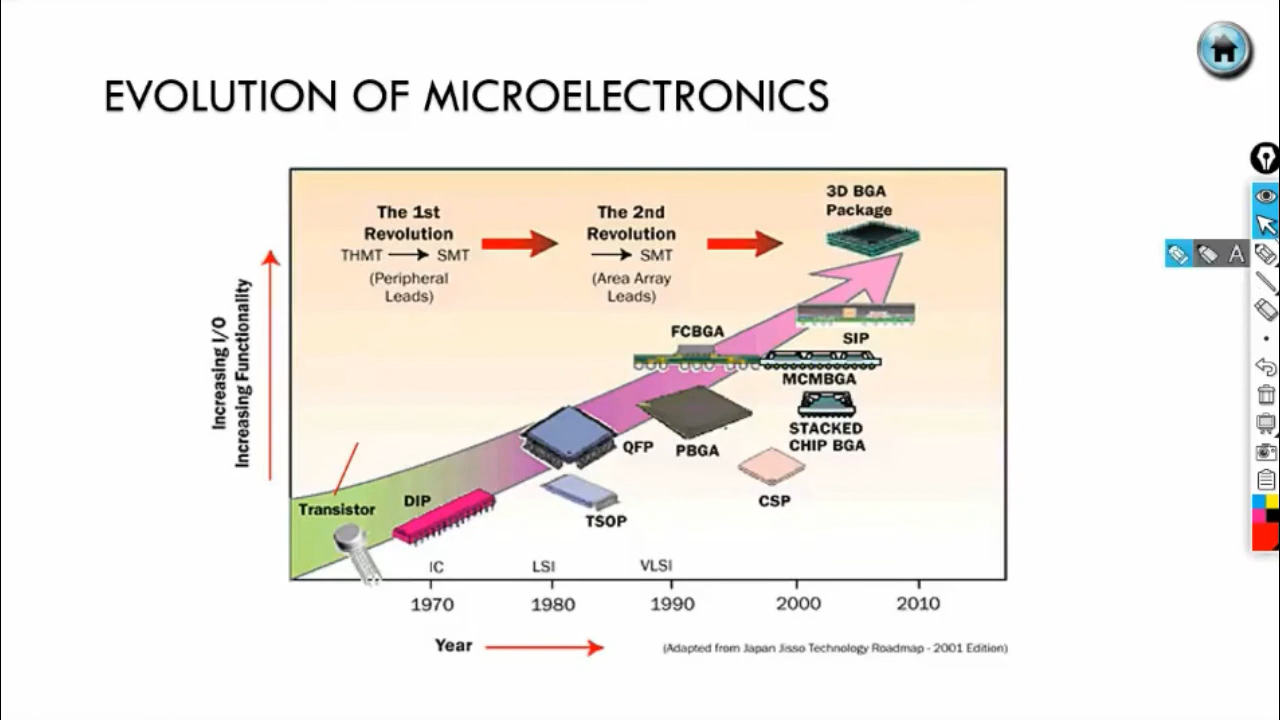 EVOLUTION OF MICROELECTRONICS
The 1st
Revolution
THMT → SMT
(Peripheral
Leads)
The 2nd
Revolution
→ SMT
(Area Array
Leads)
3D BGA
Package
Increasing I/O
Increasing Functionality
FCBGA
SIP
MCMBGA
STACKED
CHIP BGA
QFP
PBGA
CSP
TSOP
DIP
Transistor
IC
LSI
VLSI
1970
1980
1990
2000
2010
Year
(Adapted from Japan Jisso Technology Roadmap - 2001 Edition)
A